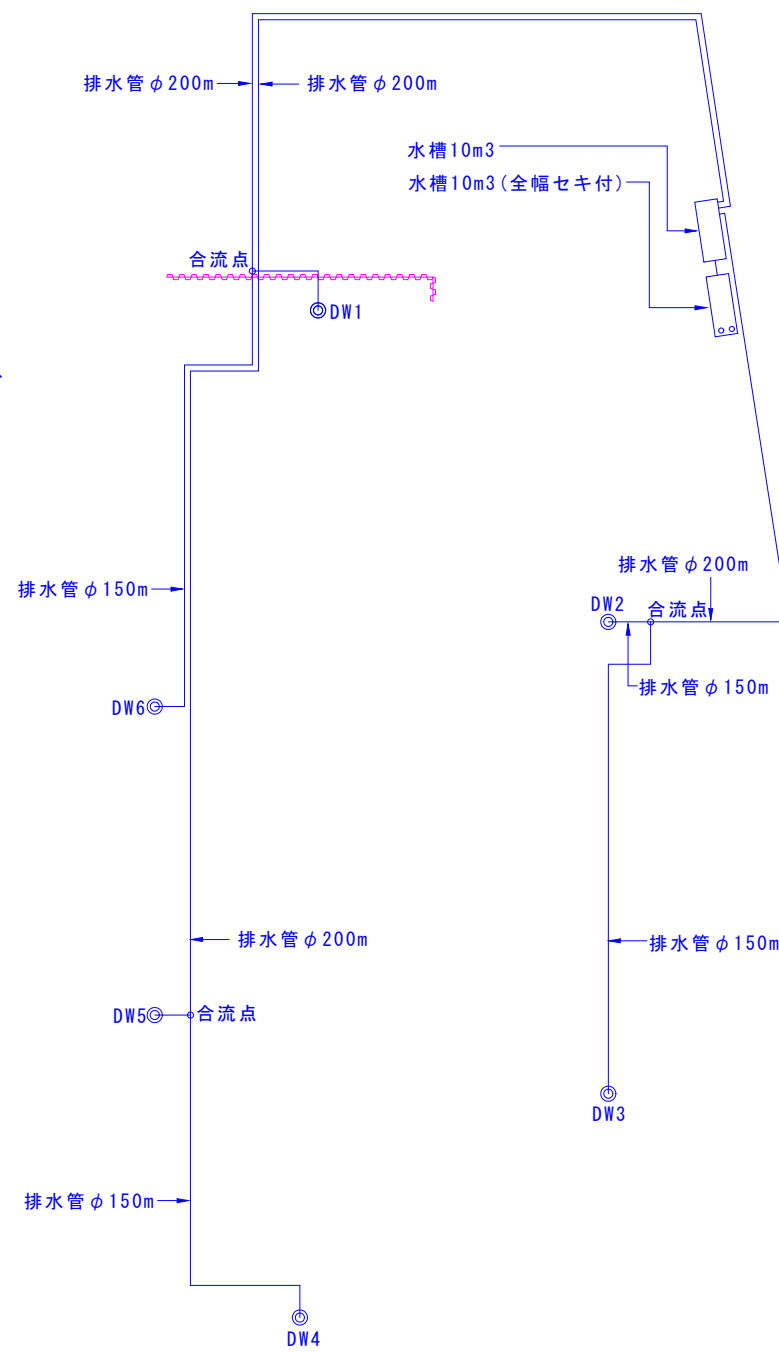 排水管φ200m
排水管φ200m
水槽10m3
水槽10m3(全幅セキ付)
合流点
DW1
排水管φ200m
排水管φ150m
DW2
合流点
排水管φ150m
DW6
排水管φ200m
排水管φ150m
DW5
合流点
DW3
排水管φ150m
DW4